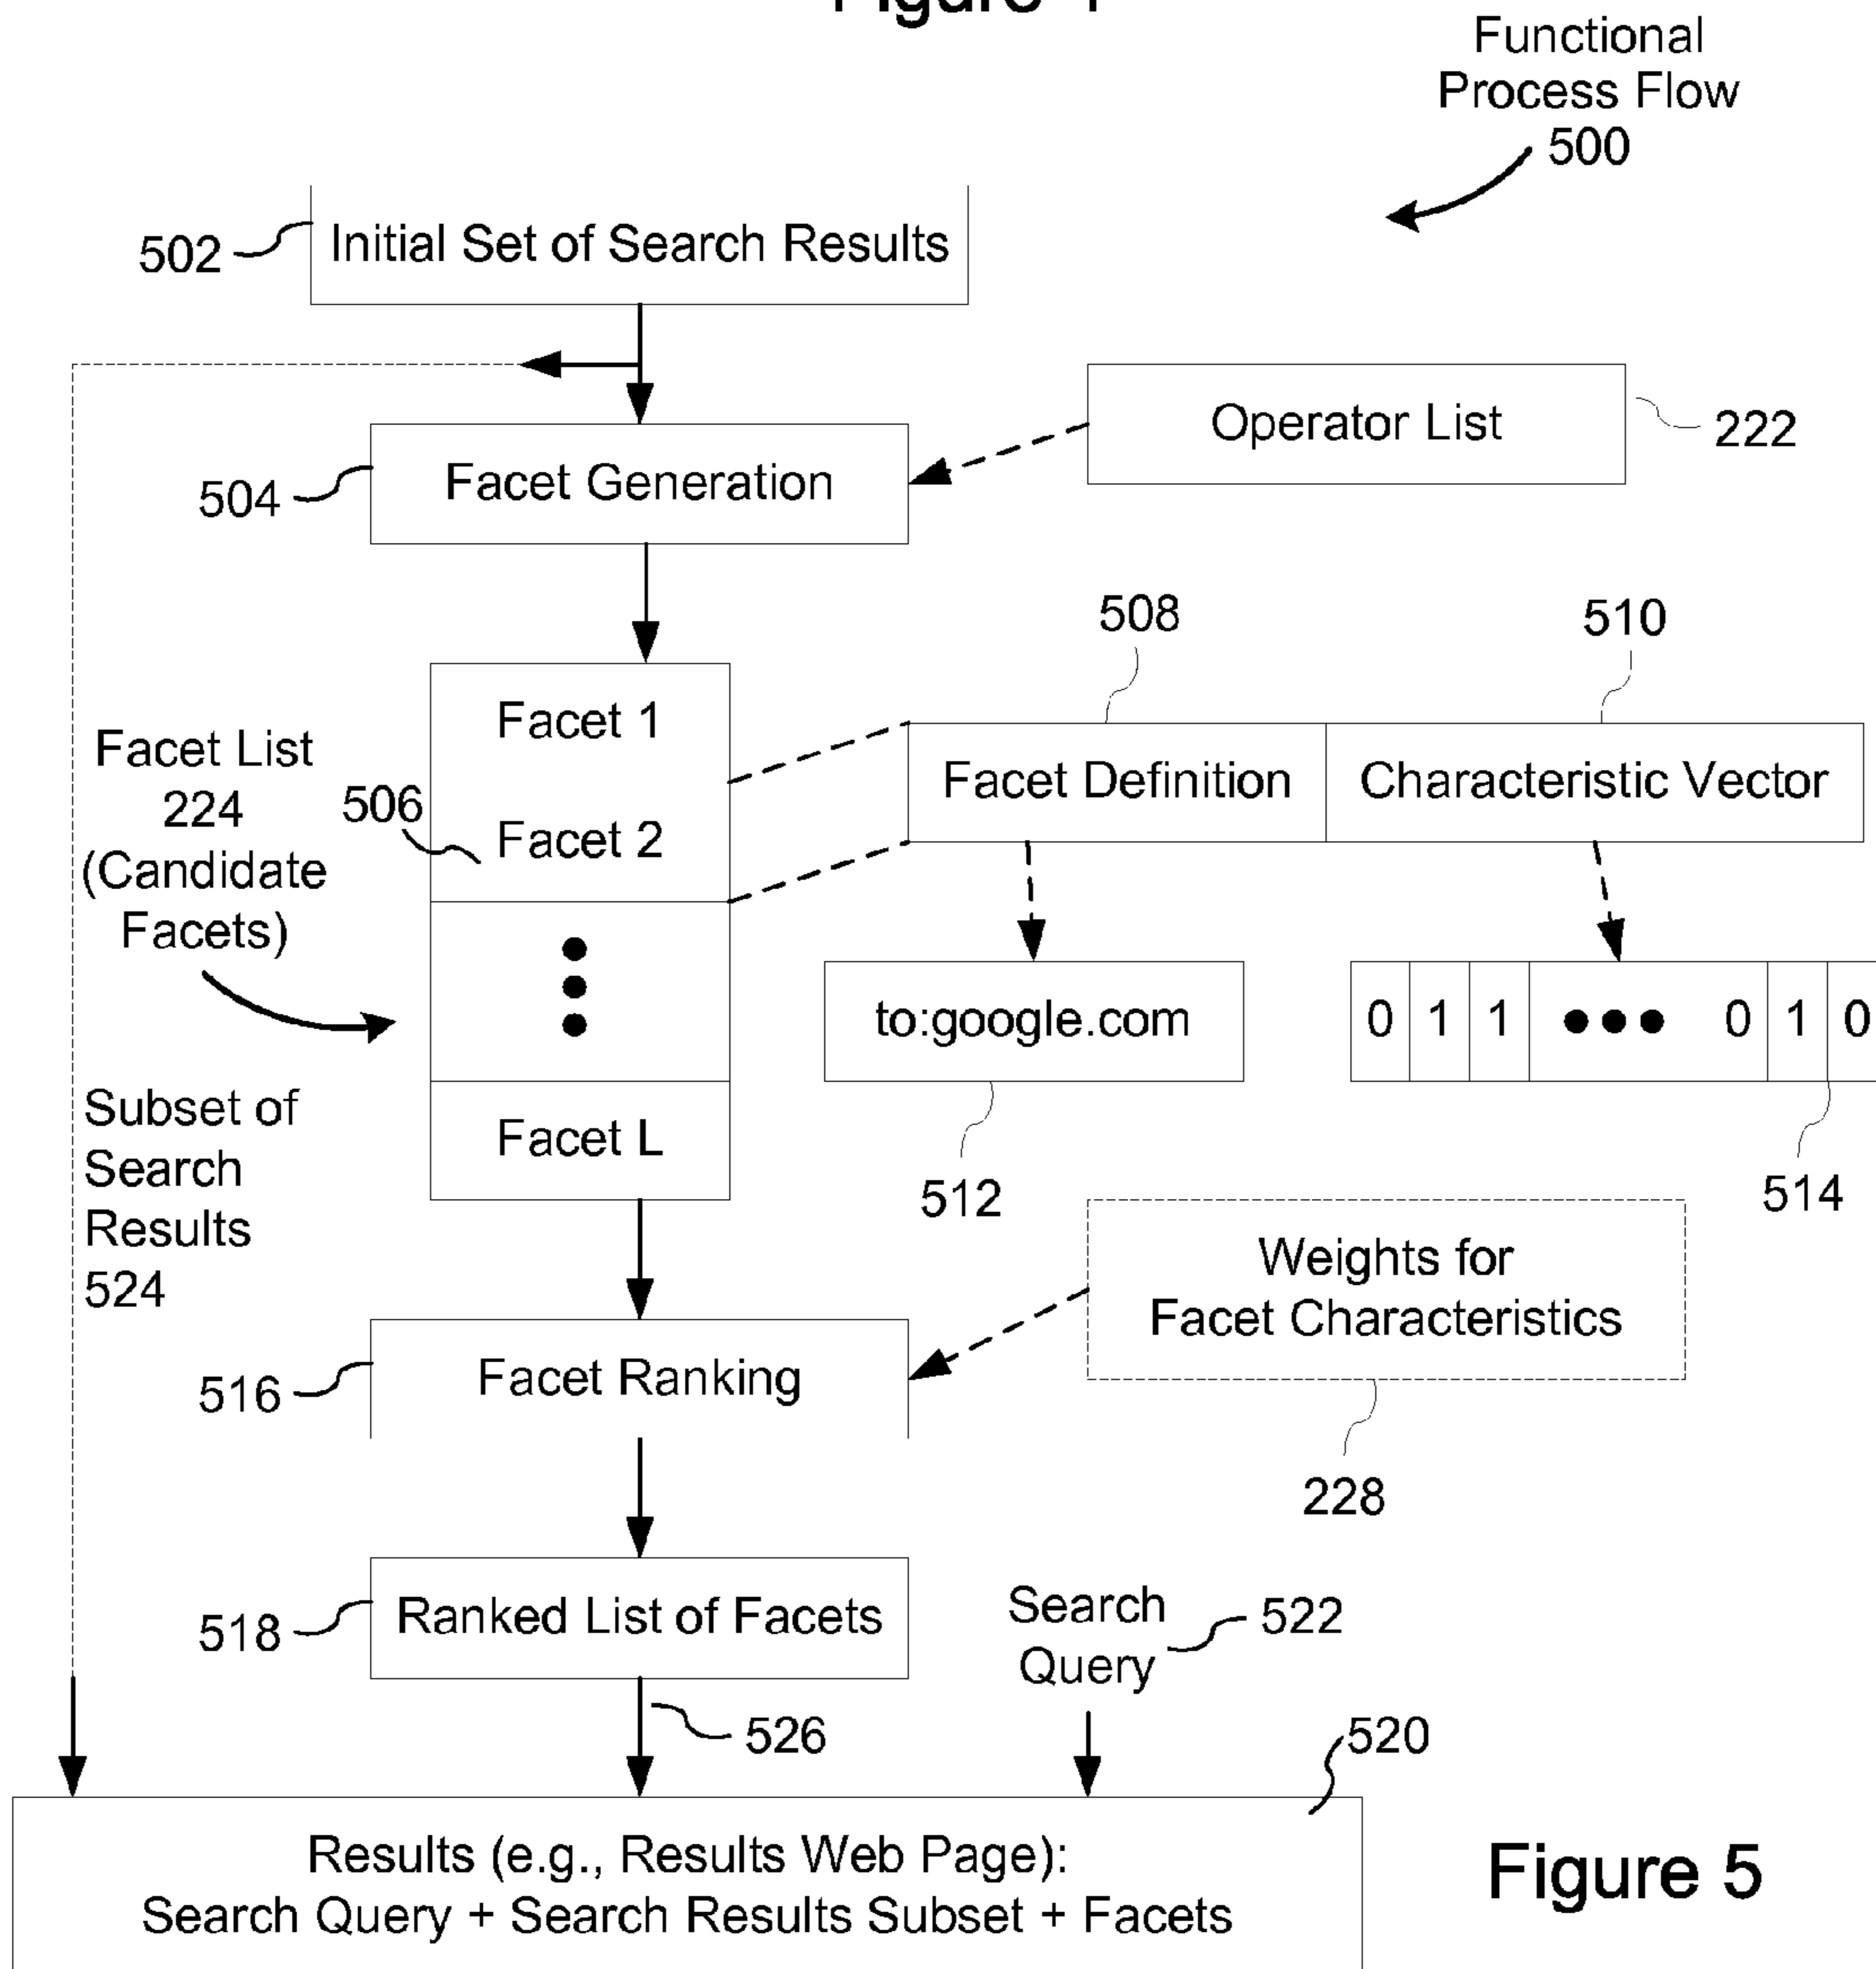 Functional
Process Flow
500
502
Initial Set of Search Results
Operator List
222
504
Facet Generation
508
510
Facet List
224
(Candidate
Facets)
506
Facet 1
Facet 2
Facet L
Facet Definition
Characteristic Vector
to:google.com
0 1 1 ●●● 0 1 0
512
514
Subset of
Search
Results
524
Weights for
Facet Characteristics
228
516
Facet Ranking
518
Ranked List of Facets
Search
Query
522
526
520
Results (e.g., Results Web Page):
Search Query + Search Results Subset + Facets
Figure 5